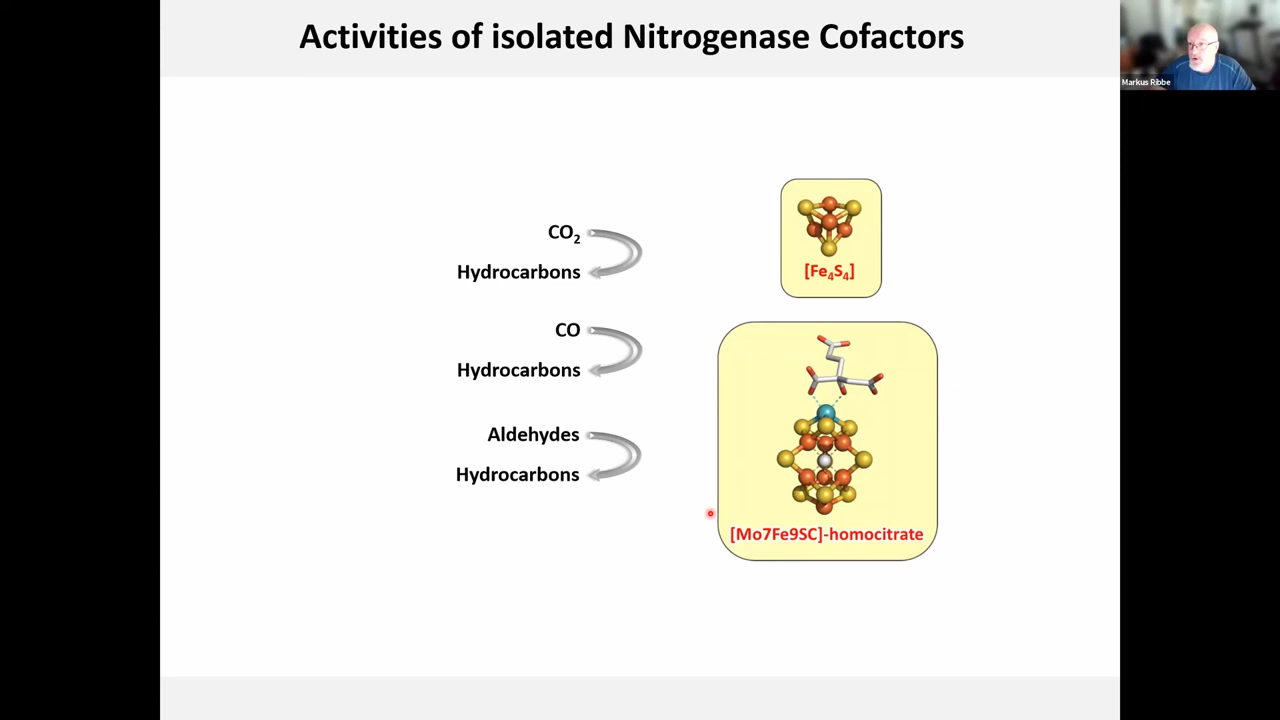 Activities of isolated Nitrogenase Cofactors
Markus Ribbe
CO₂
Hydrocarbons
CO
Hydrocarbons
Aldehydes
Hydrocarbons
[Fe₄S₄]
[Mo7Fe9SC]-homocitrate